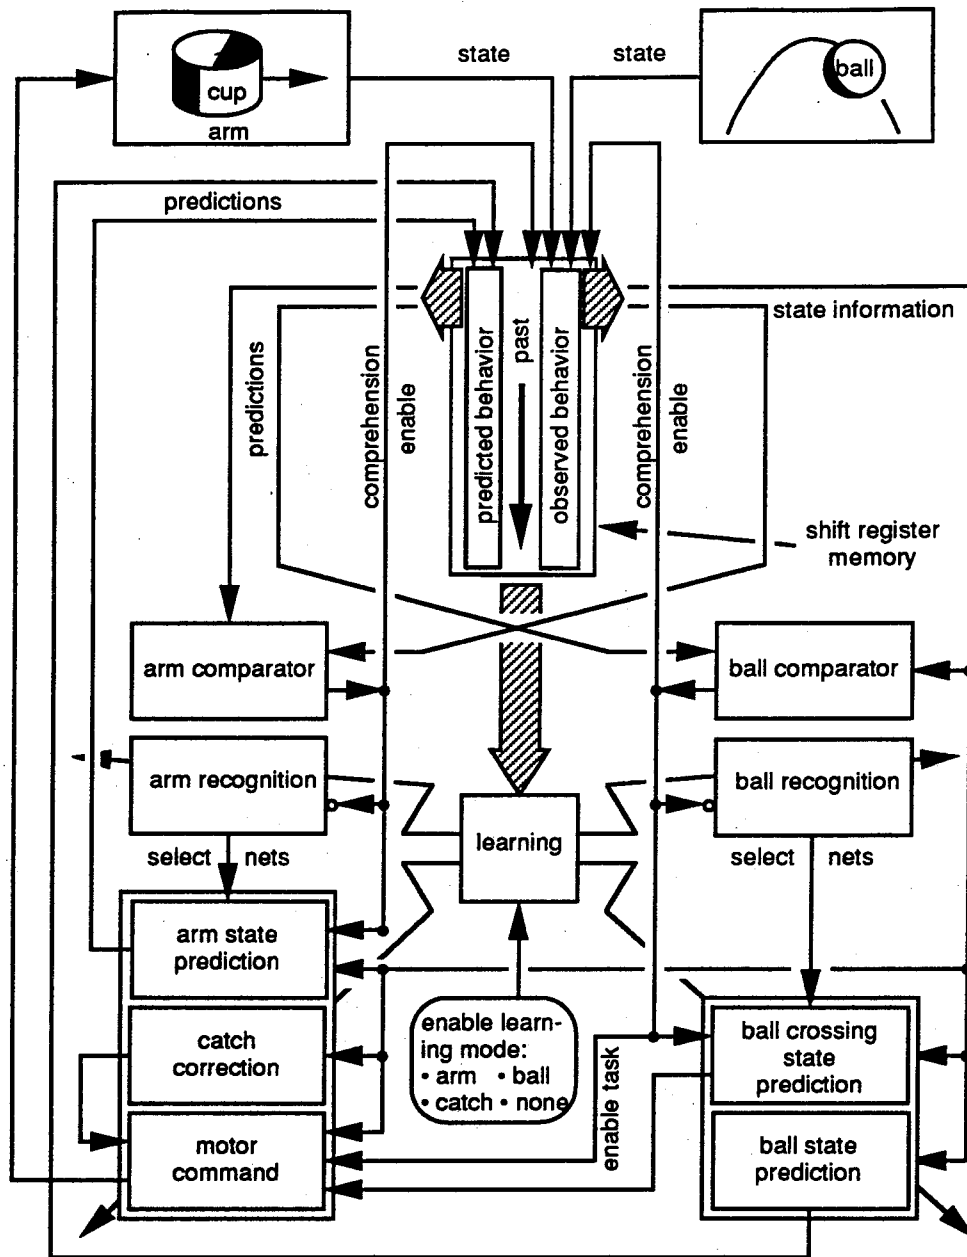 state
state
cup
arm
ball
predictions
state information
predictions
comprehension
enable
predicted behavior
past
observed behavior
comprehension
enable
shift register
memory
arm comparator
ball comparator
arm recognition
ball recognition
learning
select nets
select nets
arm state
prediction
catch
correction
motor
command
enable learn-
ing mode:
• arm • ball
• catch • none
enable task
ball crossing
state
prediction
ball state
prediction